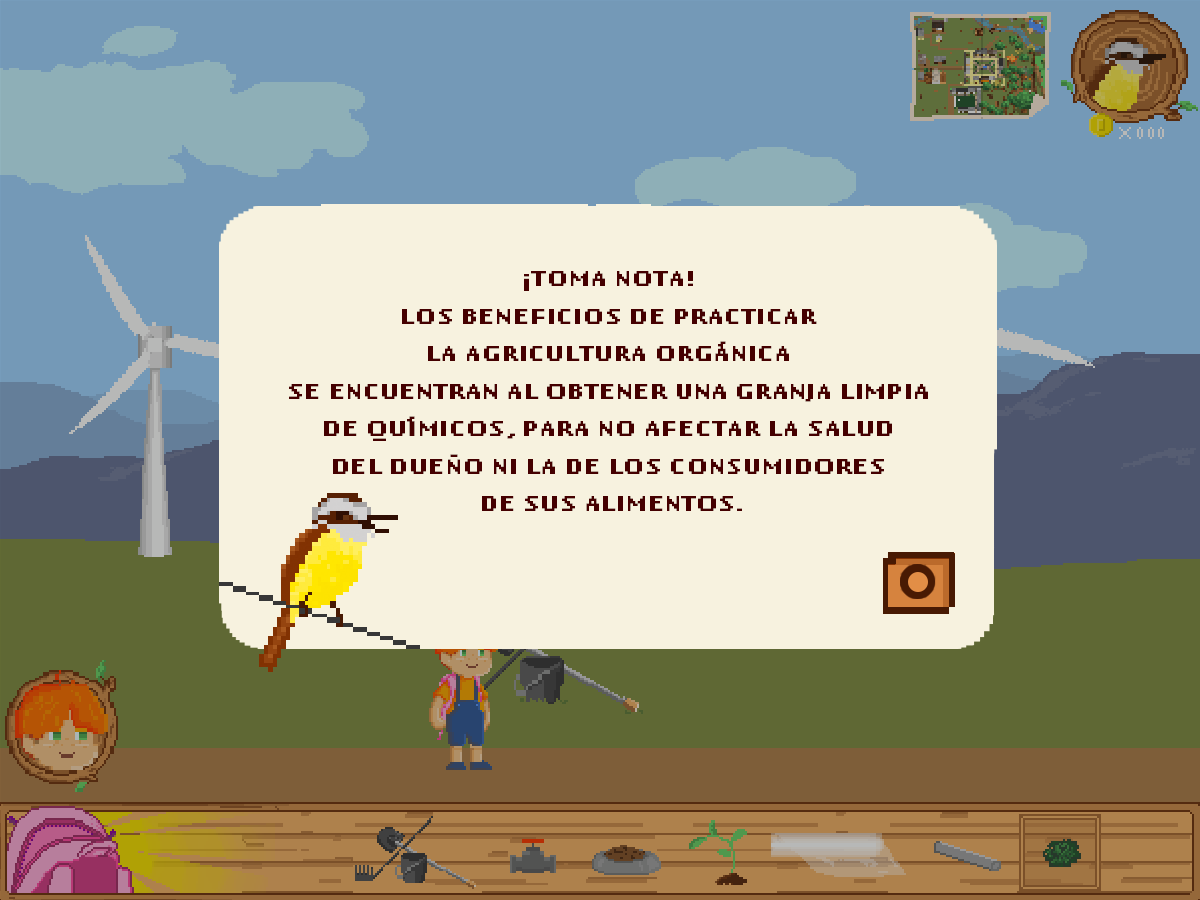 X000
¡TOMA NOTA!
LOS BENEFICIOS DE PRACTICAR
LA AGRICULTURA ORGÁNICA
SE ENCUENTRAN AL OBTENER UNA GRANJA LIMPIA
DE QUÍMICOS, PARA NO AFECTAR LA SALUD
DEL DUEÑO NI LA DE LOS CONSUMIDORES
DE SUS ALIMENTOS.